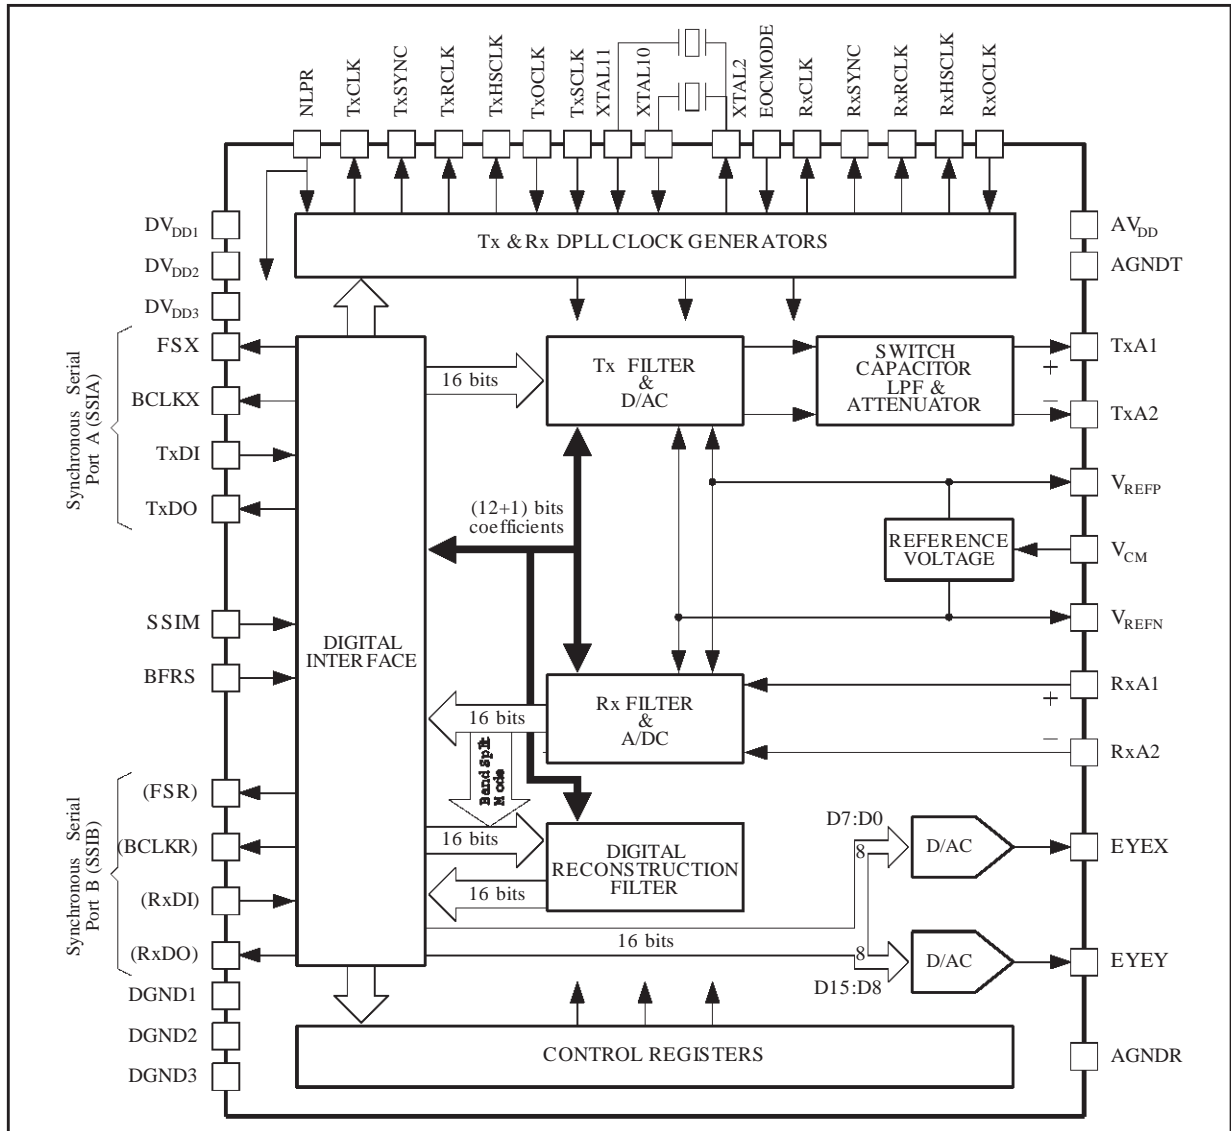 NLPR
TxCLK
TxSYNC
TxRCLK
TxHSCLK
TxOCLK
TxSCLK
XTAL11
XTAL10
XTAL2
EOCMODE
RxCLK
RxSYNC
RxRCLK
RxHSCLK
RxOCLK
DVDD1
DVDD2
DVDD3
Tx & Rx DPLL CLOCK GENERATORS
AVDD
AGNDT
Synchronous Serial
Port A (SSIA)
FSX
BCLKX
TxDI
TxDO
16 bits
Tx FILTER
&
D/AC
SWITCH
CAPACITOR
LPF &
ATTENUATOR
TxA1
+
−
TxA2
(12+1) bits
coefficients
VREFP
REFERENCE
VOLTAGE
VCM
VREFN
SSIM
BFRS
DIGITAL
INTERFACE
16 bits
Rx FILTER
&
A/DC
RxA1
+
−
RxA2
Band Split
Mode
Synchronous Serial
Port B (SSIB)
(FSR)
(BCLKR)
(RxDI)
(RxDO)
16 bits
16 bits
DIGITAL
RECONSTRUCTION
FILTER
D7:D0
8
D/AC
EYEX
16 bits
8
D15:D8
D/AC
EYEY
DGND1
DGND2
DGND3
CONTROL REGISTERS
AGNDR